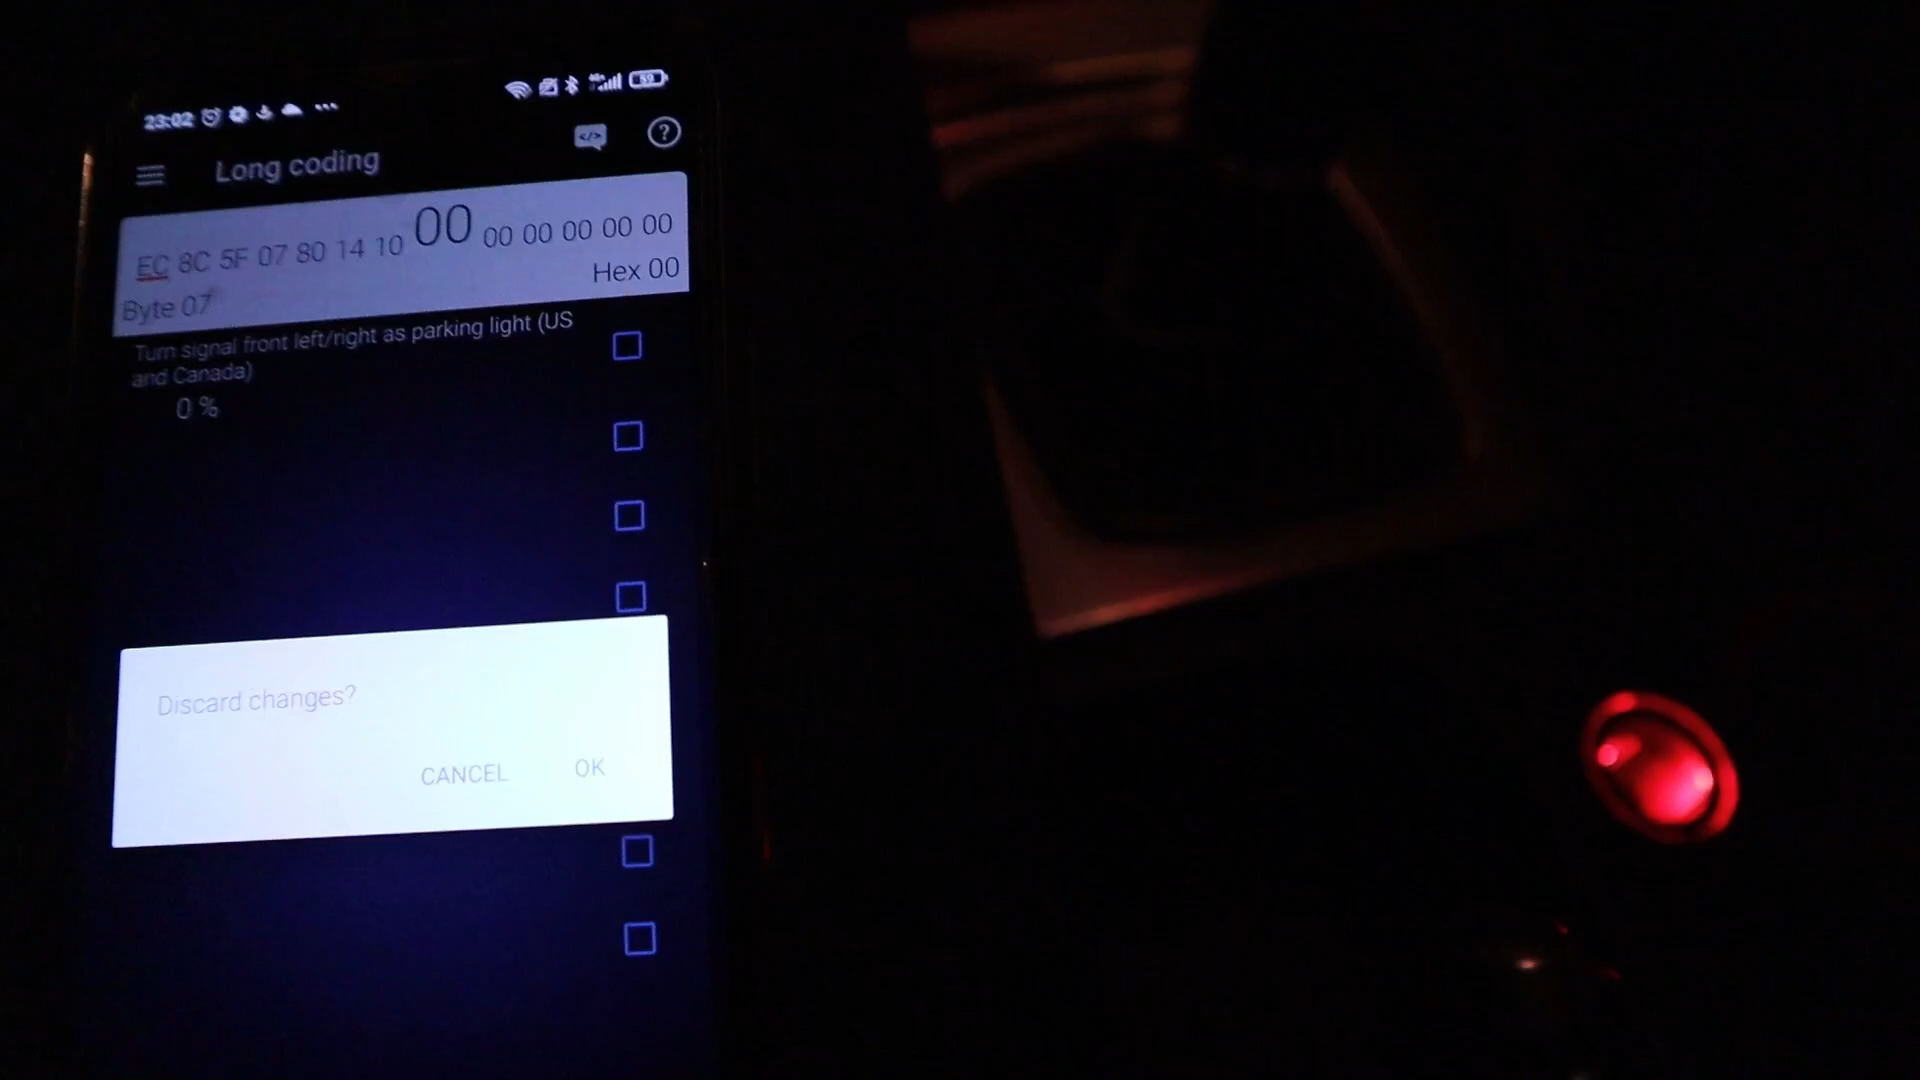 23:02 59
Long coding
EC 8C 5F 07 80 14 10 00 00 00 00 00 00
Byte 07 Hex 00
Turn signal front left/right as parking light (US
and Canada)
0 %
Discard changes?
CANCEL OK